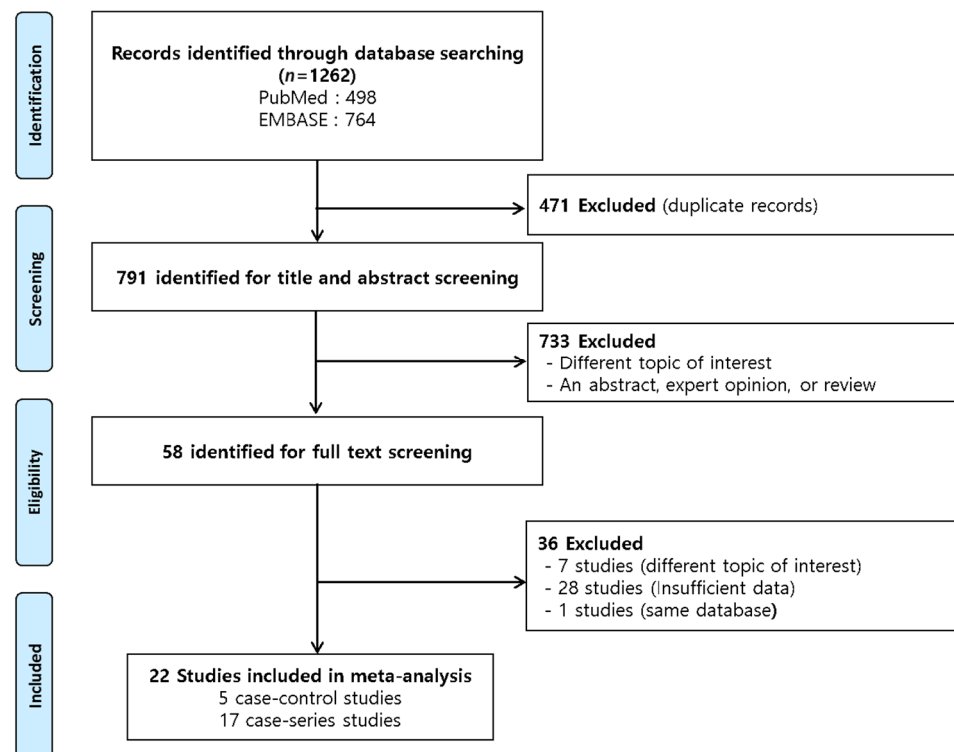 Identification
Records identified through database searching
(n=1262)
PubMed : 498
EMBASE : 764
471 Excluded (duplicate records)
Screening
791 identified for title and abstract screening
733 Excluded
- Different topic of interest
- An abstract, expert opinion, or review
Eligibility
58 identified for full text screening
36 Excluded
- 7 studies (different topic of interest)
- 28 studies (Insufficient data)
- 1 studies (same database)
Included
22 Studies included in meta-analysis
5 case-control studies
17 case-series studies